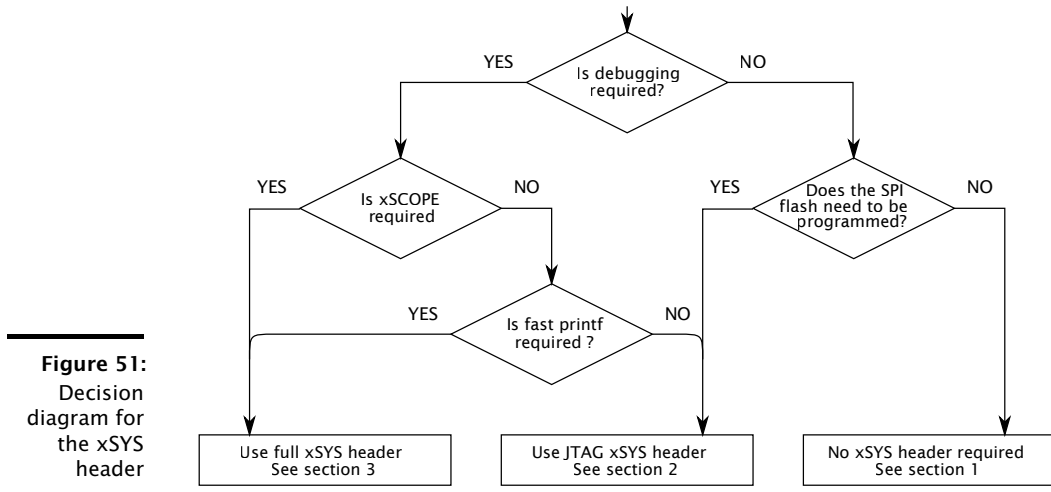 Is debugging
required?
YES
NO
Is xSCOPE
required
YES
NO
Does the SPI
flash need to be
programmed?
YES
NO
Is fast printf
required ?
YES
NO
Use full xSYS header
See section 3
Use JTAG xSYS header
See section 2
No xSYS header required
See section 1
Figure 51:
Decision
diagram for
the xSYS
header